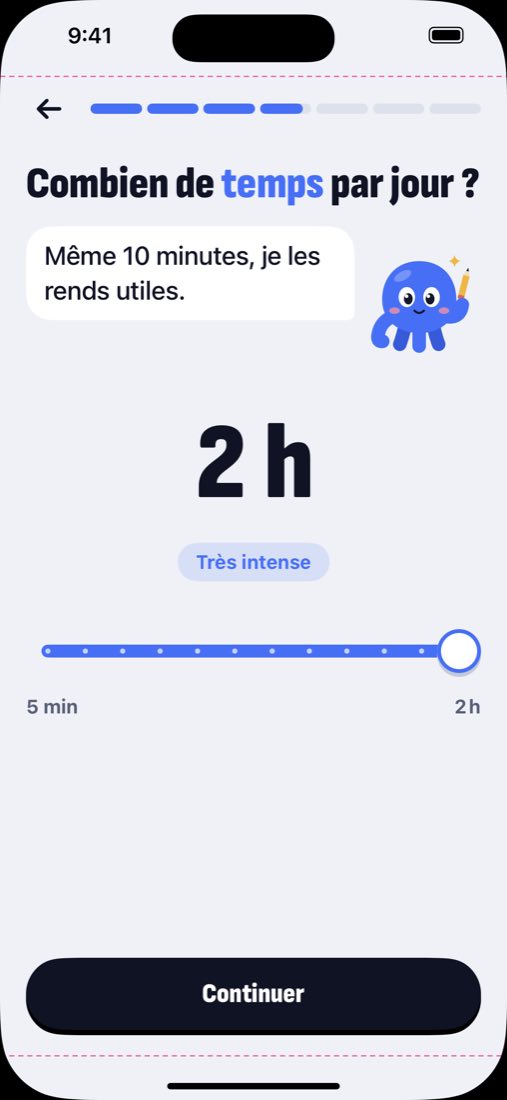 9:41
Combien de temps par jour ?
Même 10 minutes, je les
rends utiles.
2 h
Très intense
5 min
2 h
Continuer